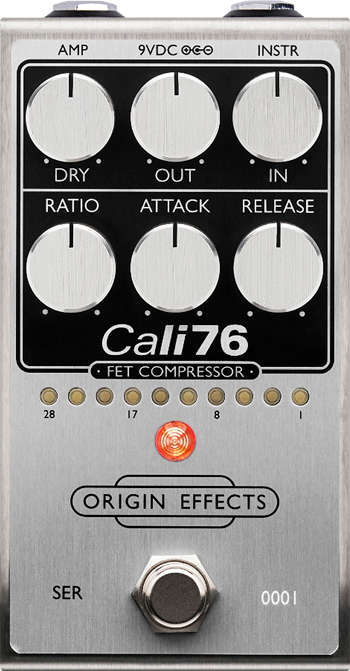 AMP 9VDC INSTR
DRY OUT IN
RATIO ATTACK RELEASE
Cali76
· FET COMPRESSOR ·
28 17 8 1
ORIGIN EFFECTS
SER 0001